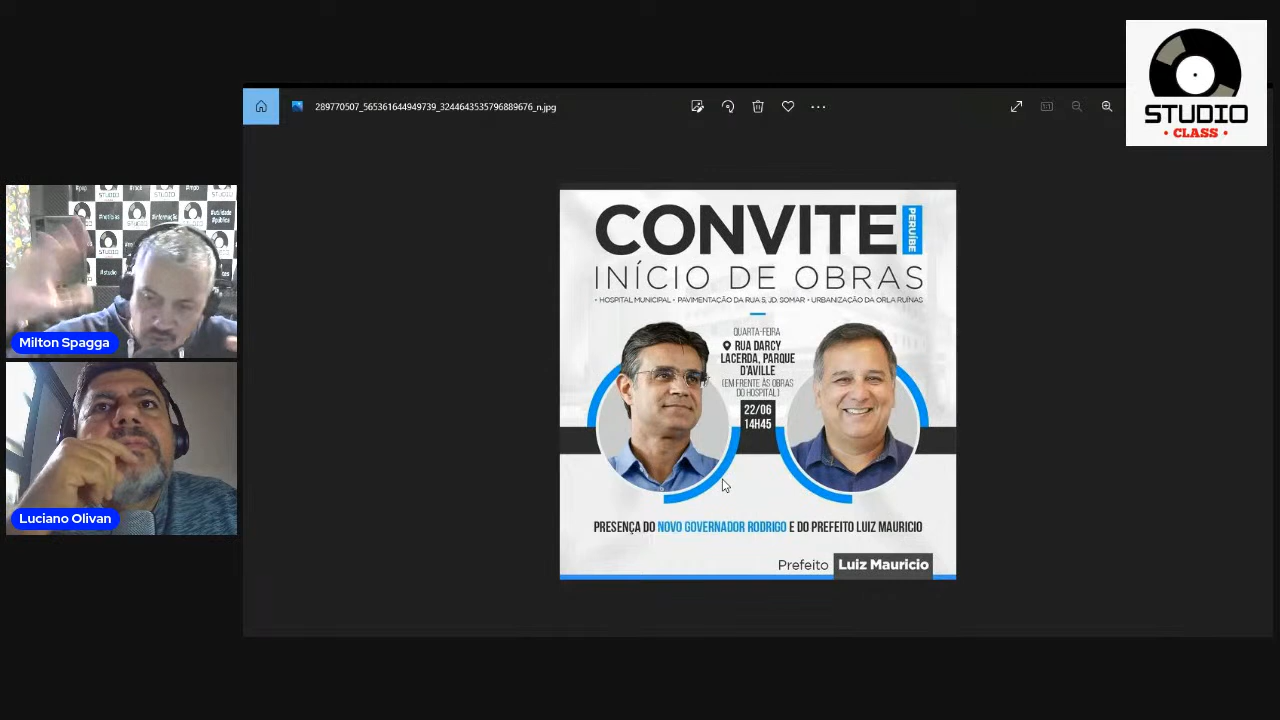 289770507_565361644949739_3244643535796889676_n.jpg
STUDIO
• CLASS •
CONVITE
PERUÍBE
INÍCIO DE OBRAS
• HOSPITAL MUNICIPAL • PAVIMENTAÇÃO DA RUA 5, JD. SOMAR • URBANIZAÇÃO DA ORLA RUÍNAS
QUARTA-FEIRA
RUA DARCY
LACERDA, PARQUE
D'AVILLE
(EM FRENTE ÀS OBRAS
DO HOSPITAL)
22/06
14H45
PRESENÇA DO NOVO GOVERNADOR RODRIGO E DO PREFEITO LUIZ MAURICIO
Prefeito Luiz Mauricio
Milton Spagga
Luciano Olivan